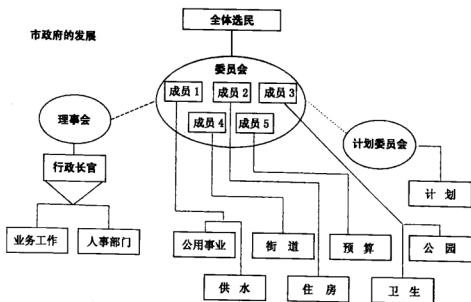 全体选民
市政府的发展
委员会
成员1 成员2 成员3
成员4 成员5
理事会
计划委员会
行政长官
计划
业务工作 人事部门 公用事业 街道 预算 公园
供水 住房 卫生